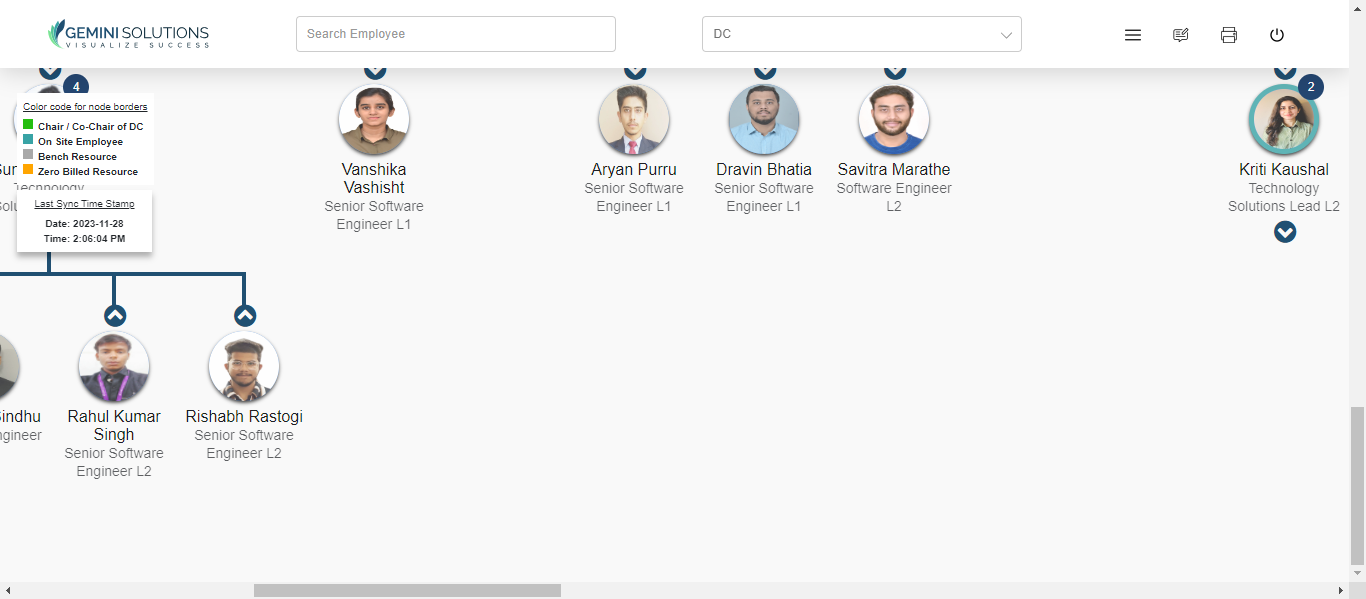 GEMINI SOLUTIONS
VISUALIZE SUCCESS
Search Employee
DC
4
Color code for node borders
Chair / Co-Chair of DC
On Site Employee
Bench Resource
Zero Billed Resource
Technology
Last Sync Time Stamp
Date: 2023-11-28
Time: 2:06:04 PM
Vanshika
Vashisht
Senior Software
Engineer L1
Aryan Purru
Senior Software
Engineer L1
Dravin Bhatia
Senior Software
Engineer L1
Savitra Marathe
Software Engineer
L2
2
Kriti Kaushal
Technology
Solutions Lead L2
Rahul Kumar
Singh
Senior Software
Engineer L2
Rishabh Rastogi
Senior Software
Engineer L2